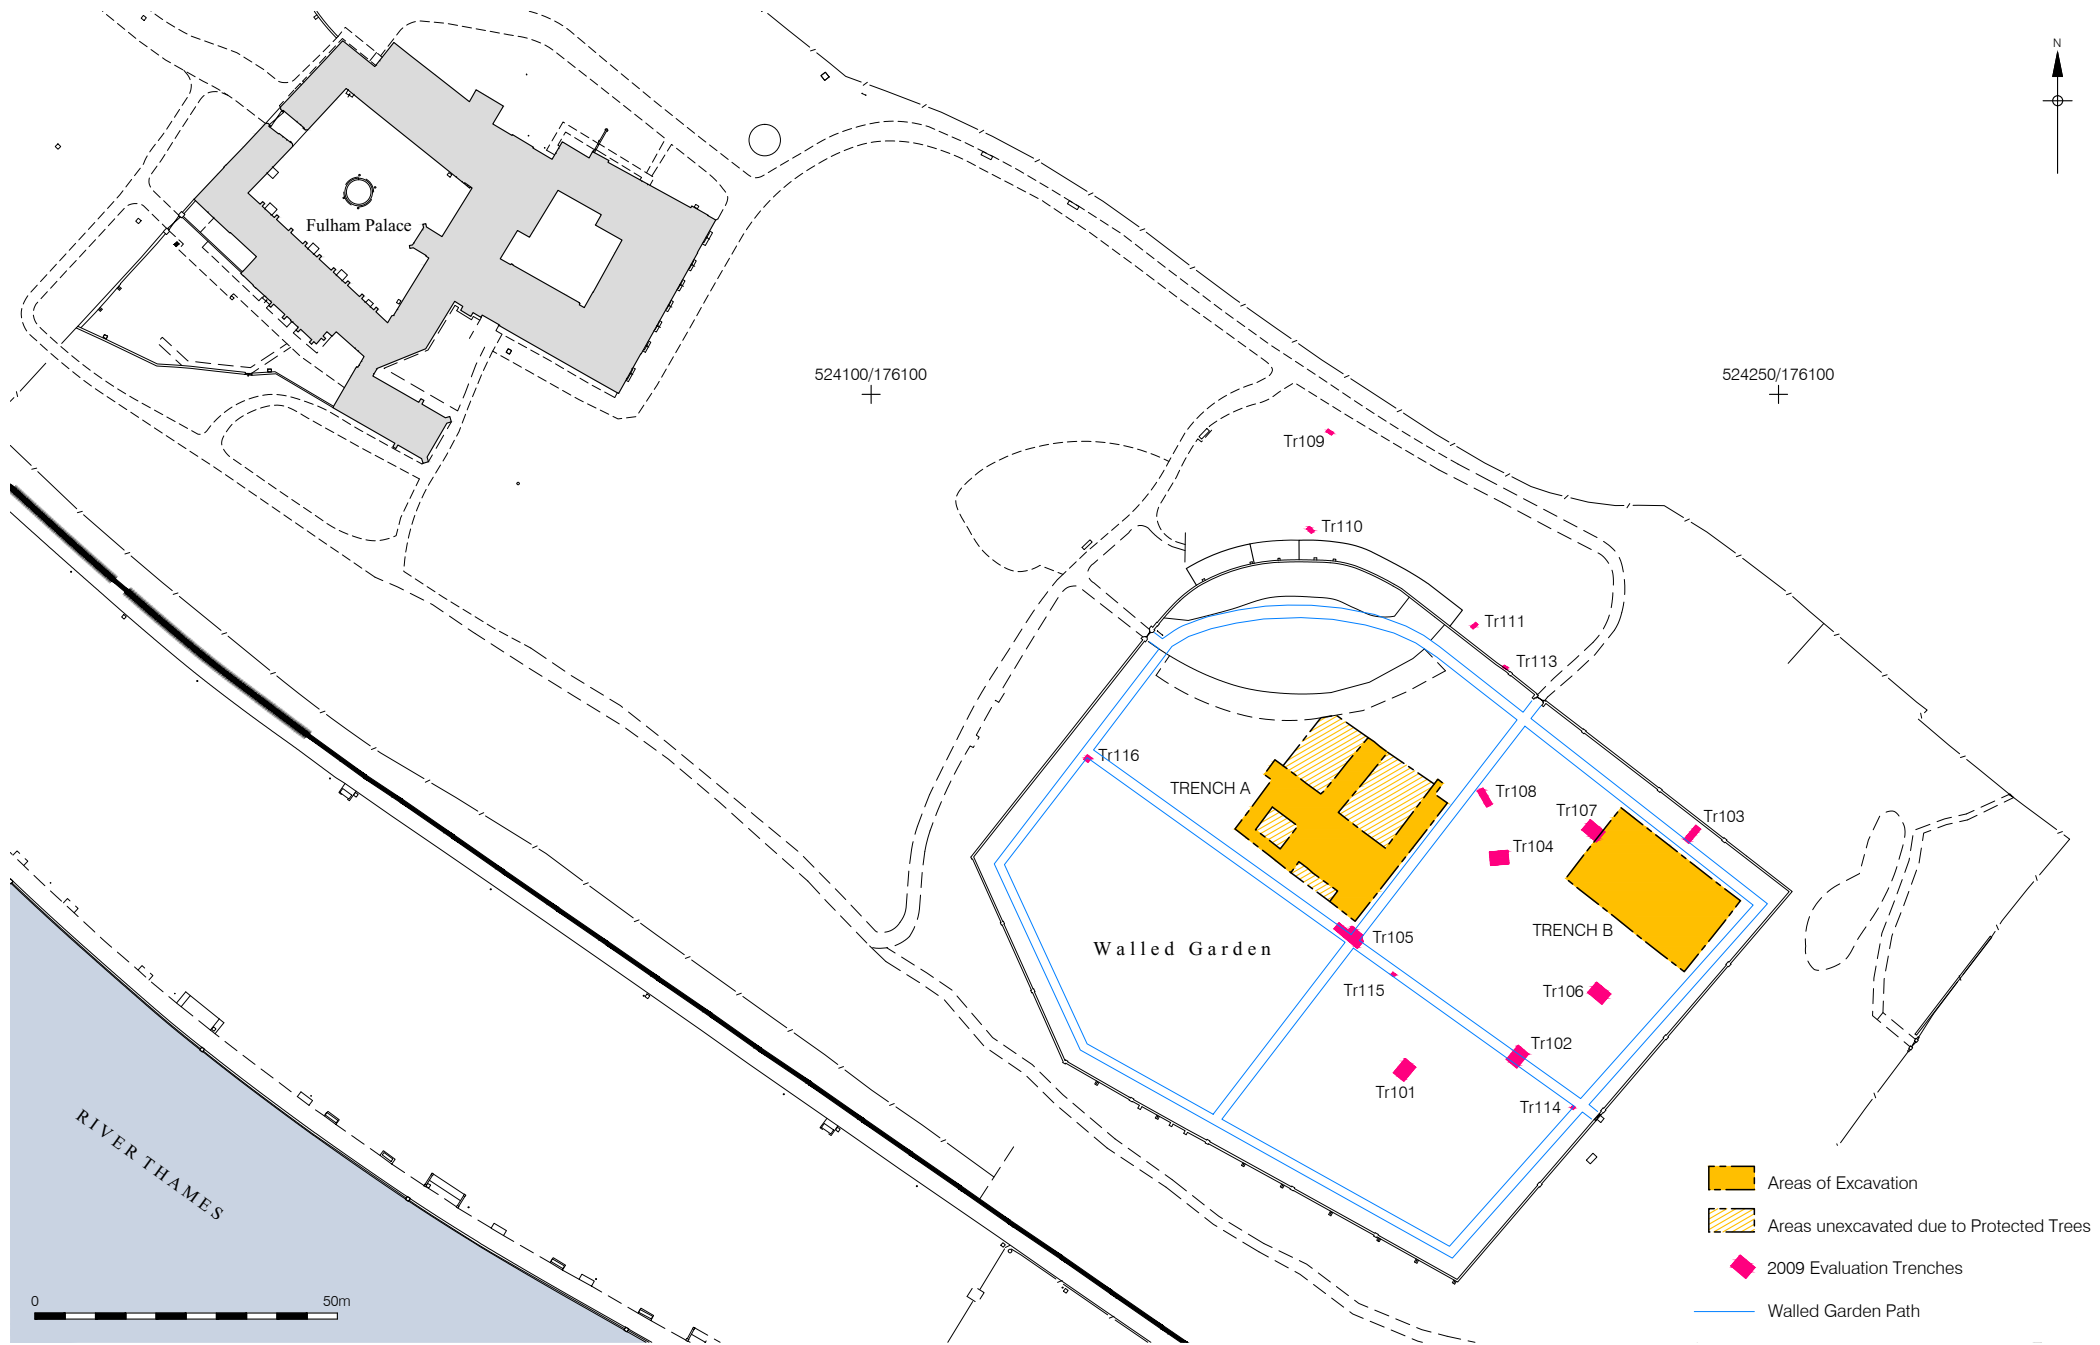 N
Fulham Palace
524100/176100
524250/176100
Tr109
Tr110
Tr111
Tr113
Tr116
TRENCH A
Tr108
Tr107
Tr103
Tr104
TRENCH B
Tr105
Walled Garden
Tr115
Tr106
Tr102
Tr101
Tr114
RIVER THAMES
Areas of Excavation
Areas unexcavated due to Protected Trees
2009 Evaluation Trenches
Walled Garden Path
0 50m